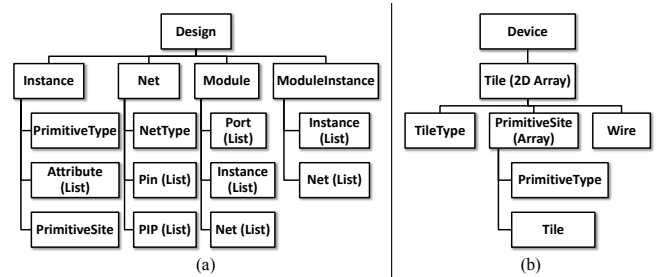 Design
Instance
Net
Module
ModuleInstance
PrimitiveType
Attribute
(List)
PrimitiveSite
NetType
Pin (List)
PIP (List)
Port
(List)
Instance
(List)
Net (List)
Instance
(List)
Net (List)
(a)
Device
Tile (2D Array)
TileType
PrimitiveSite
(Array)
Wire
PrimitiveType
Tile
(b)